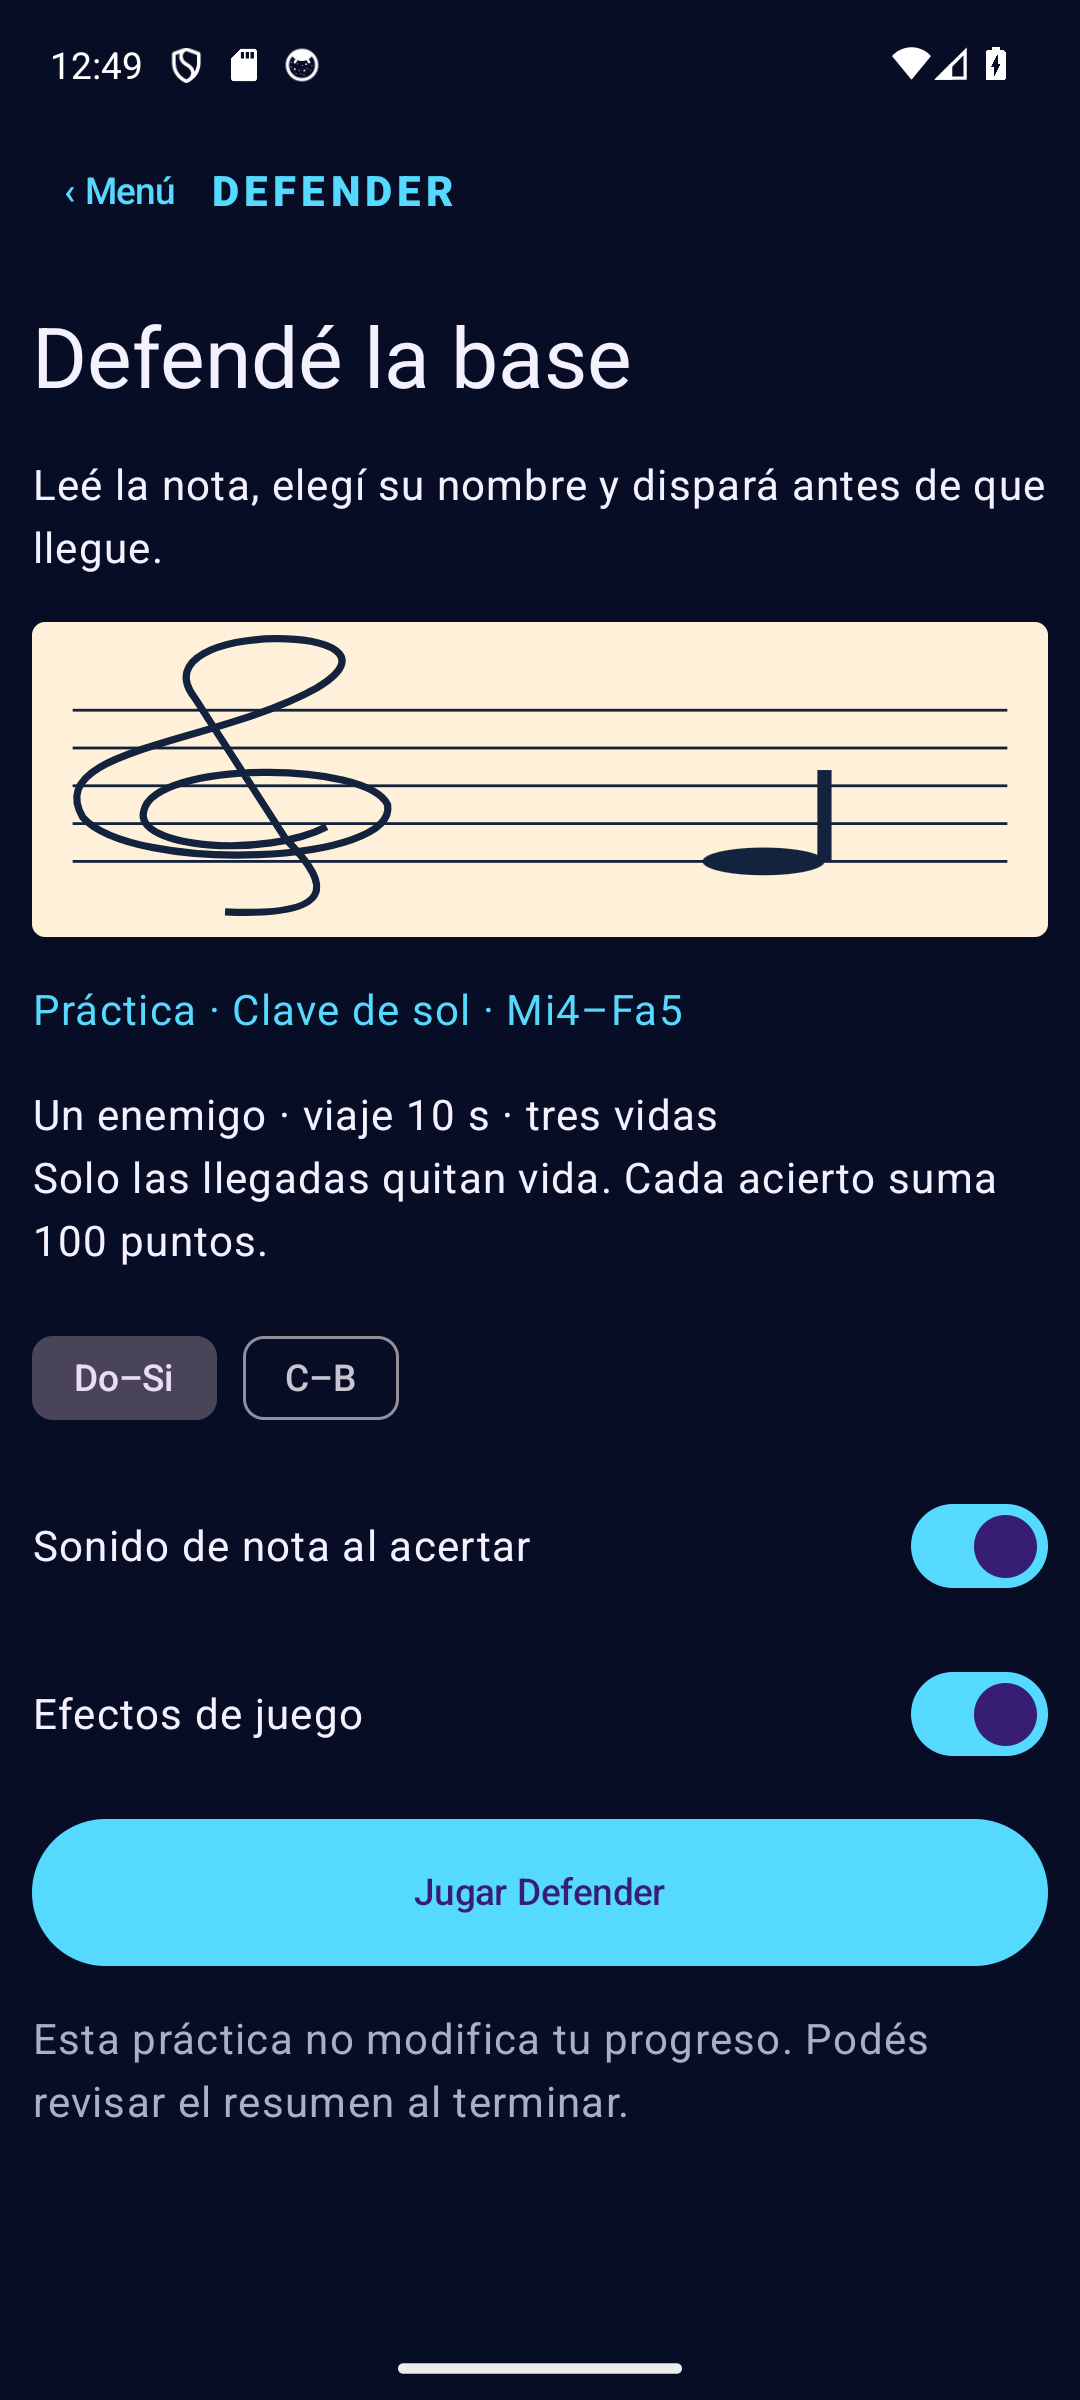 12:49
‹ Menú DEFENDER
Defendé la base
Leé la nota, elegí su nombre y dispará antes de que
llegue.
Práctica · Clave de sol · Mi4–Fa5
Un enemigo · viaje 10 s · tres vidas
Solo las llegadas quitan vida. Cada acierto suma
100 puntos.
Do–Si C–B
Sonido de nota al acertar
Efectos de juego
Jugar Defender
Esta práctica no modifica tu progreso. Podés
revisar el resumen al terminar.